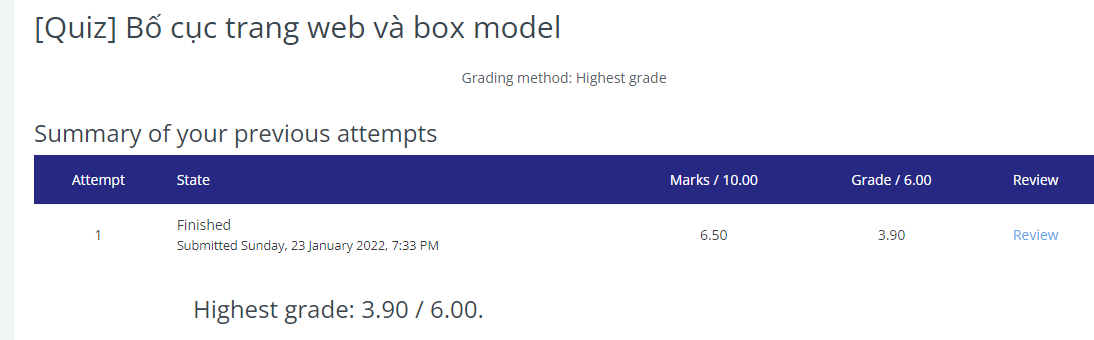 [Quiz] Bố cục trang web và box model
Grading method: Highest grade
Summary of your previous attempts
Attempt State Marks / 10.00 Grade / 6.00 Review
1 Finished 6.50 3.90 Review
Submitted Sunday, 23 January 2022, 7:33 PM
Highest grade: 3.90 / 6.00.